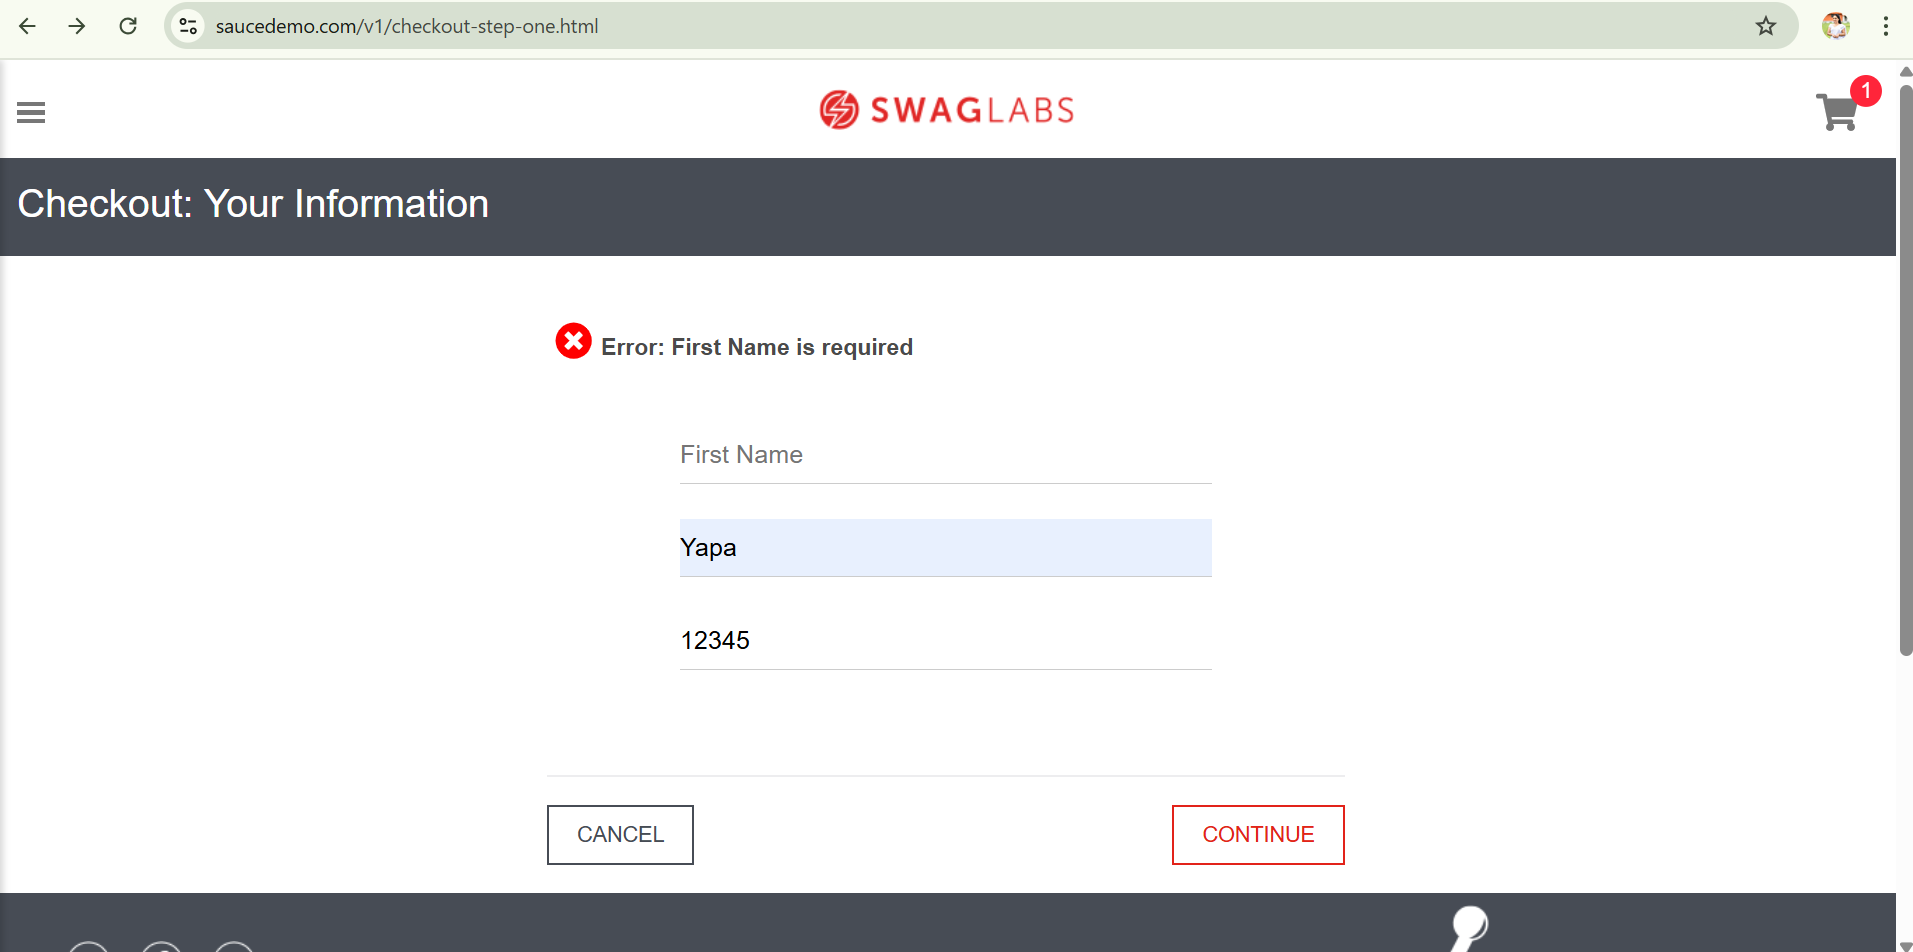 saucedemo.com/v1/checkout-step-one.html
SWAGLABS
1
Checkout: Your Information
Error: First Name is required
First Name
Yapa
12345
CANCEL
CONTINUE